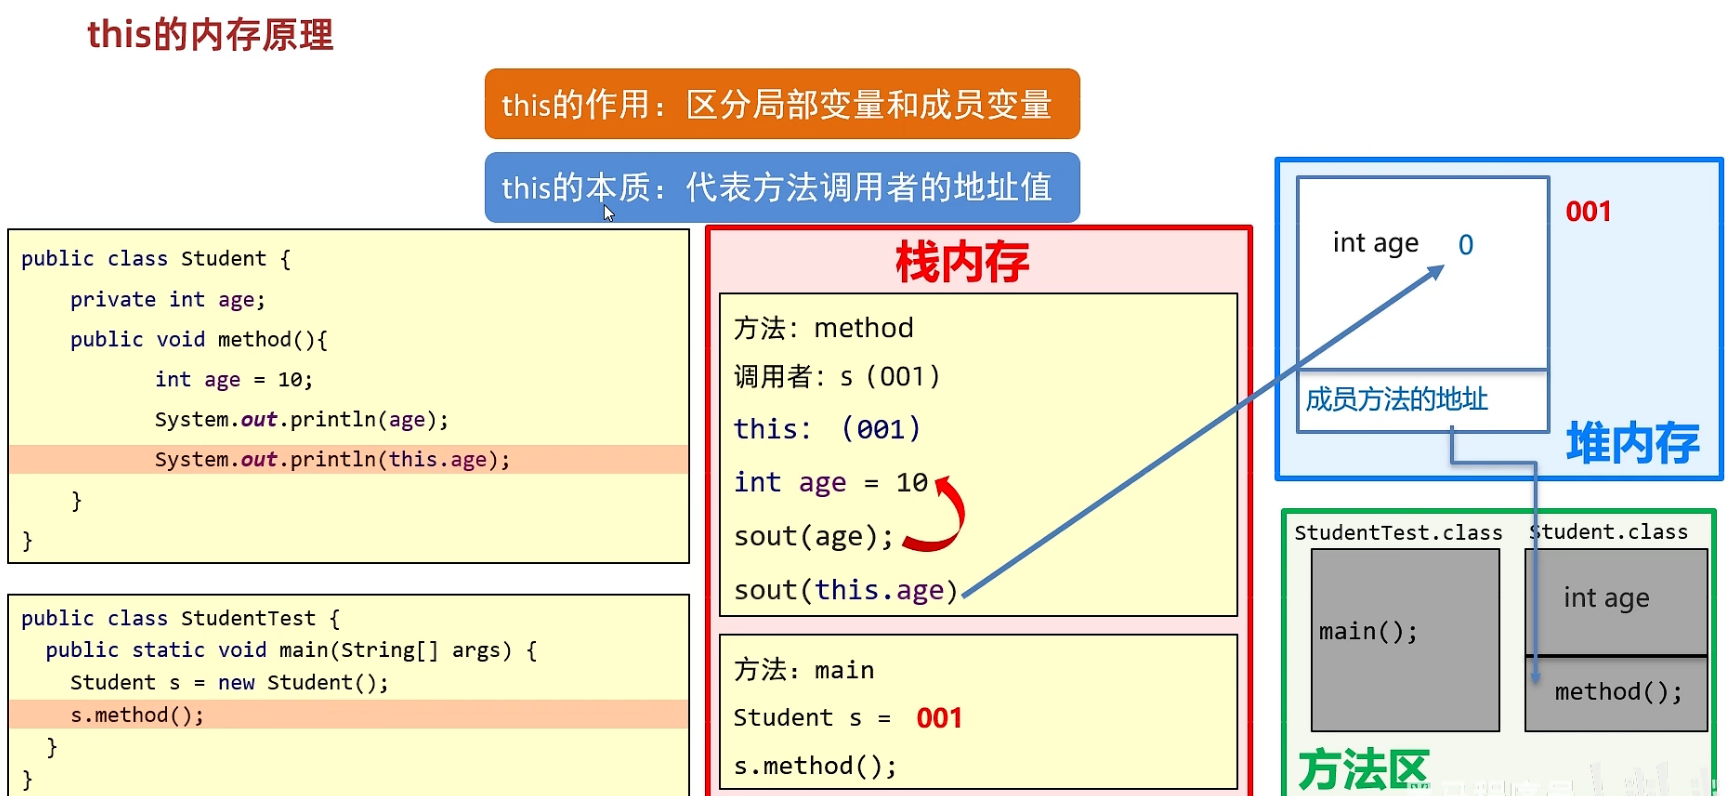 this的内存原理
this的作用：区分局部变量和成员变量
this的本质：代表方法调用者的地址值
public class Student {
private int age;
public void method(){
int age = 10;
System.out.println(age);
System.out.println(this.age);
}
}
public class StudentTest {
public static void main(String[] args) {
Student s = new Student();
s.method();
}
}
栈内存
方法：method
调用者：s（001）
this：（001）
int age = 10
sout(age);
sout(this.age)
方法：main
Student s = 001
s.method();
001
int age 0
成员方法的地址
堆内存
StudentTest.class
main();
Student.class
int age
method();
方法区